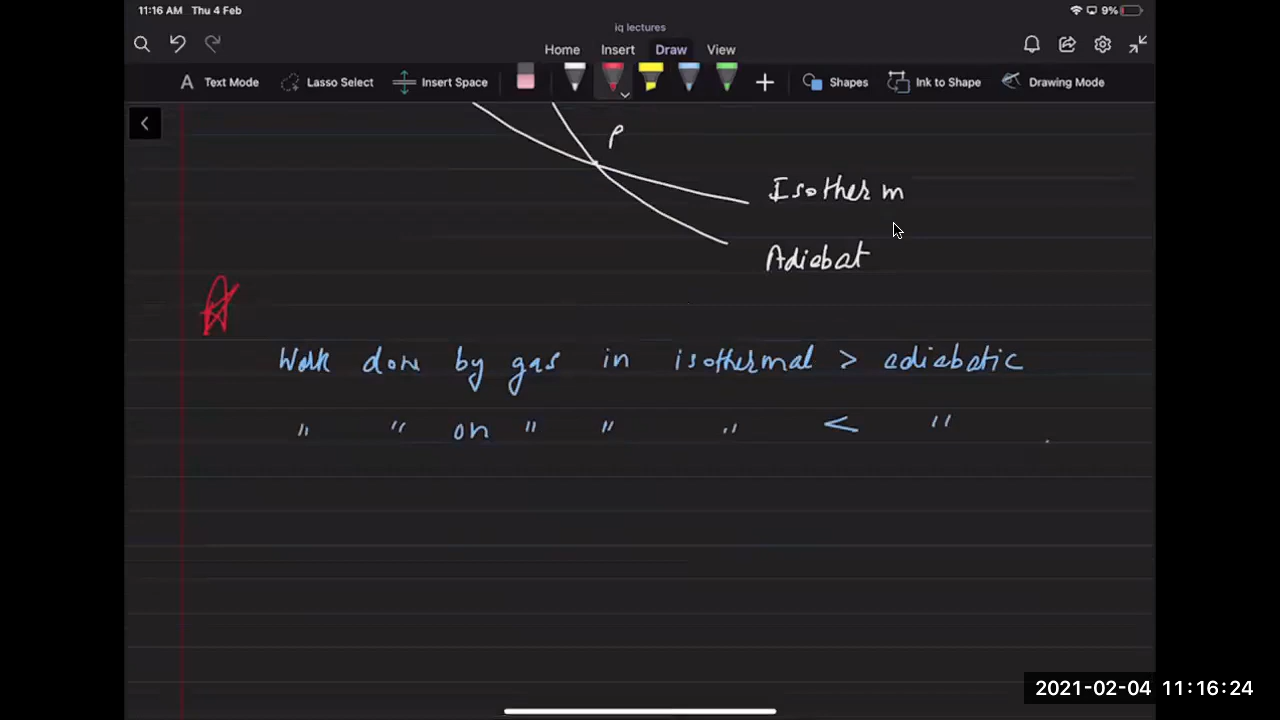 11:16 AM Thu 4 Feb
9%
iq lectures
Home Insert Draw View
A Text Mode Lasso Select Insert Space Shapes Ink to Shape Drawing Mode
P
Isotherm
Adiabat
Work done by gas in isothermal > adiabatic
" " on " " " < "
2021-02-04 11:16:24